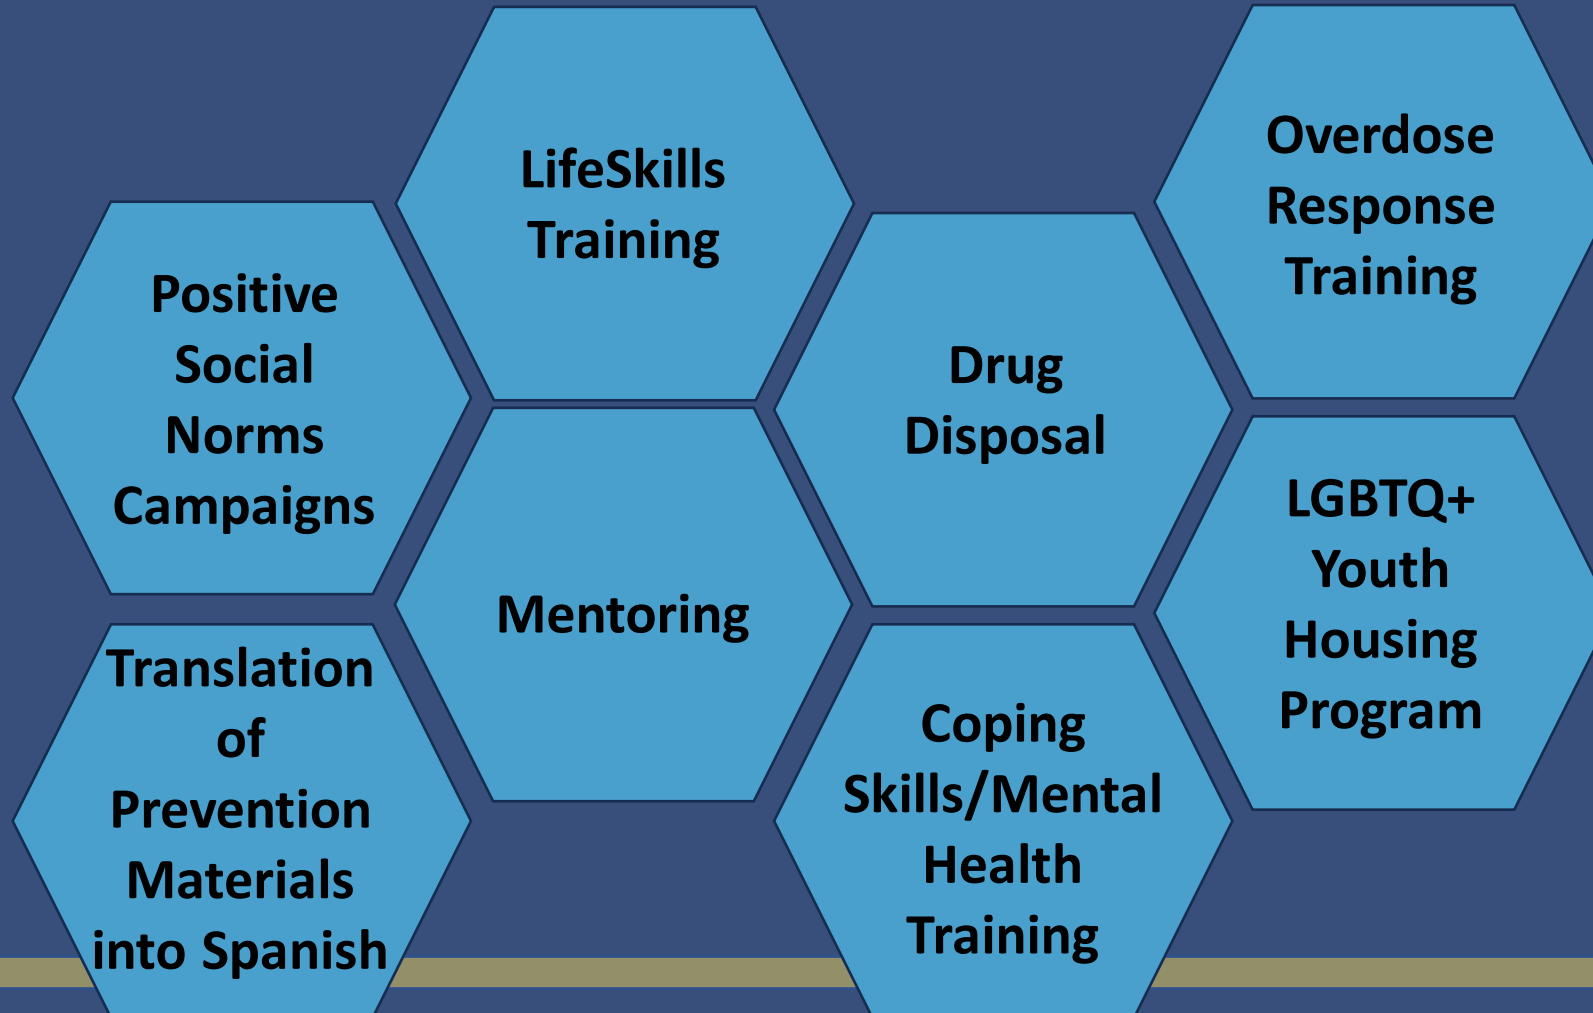 LifeSkills
Training
Overdose
Response
Training
Positive
Social
Norms
Campaigns
Drug
Disposal
Mentoring
LGBTQ+
Youth
Housing
Program
Translation
of
Prevention
Materials
into Spanish
Coping
Skills/Mental
Health
Training